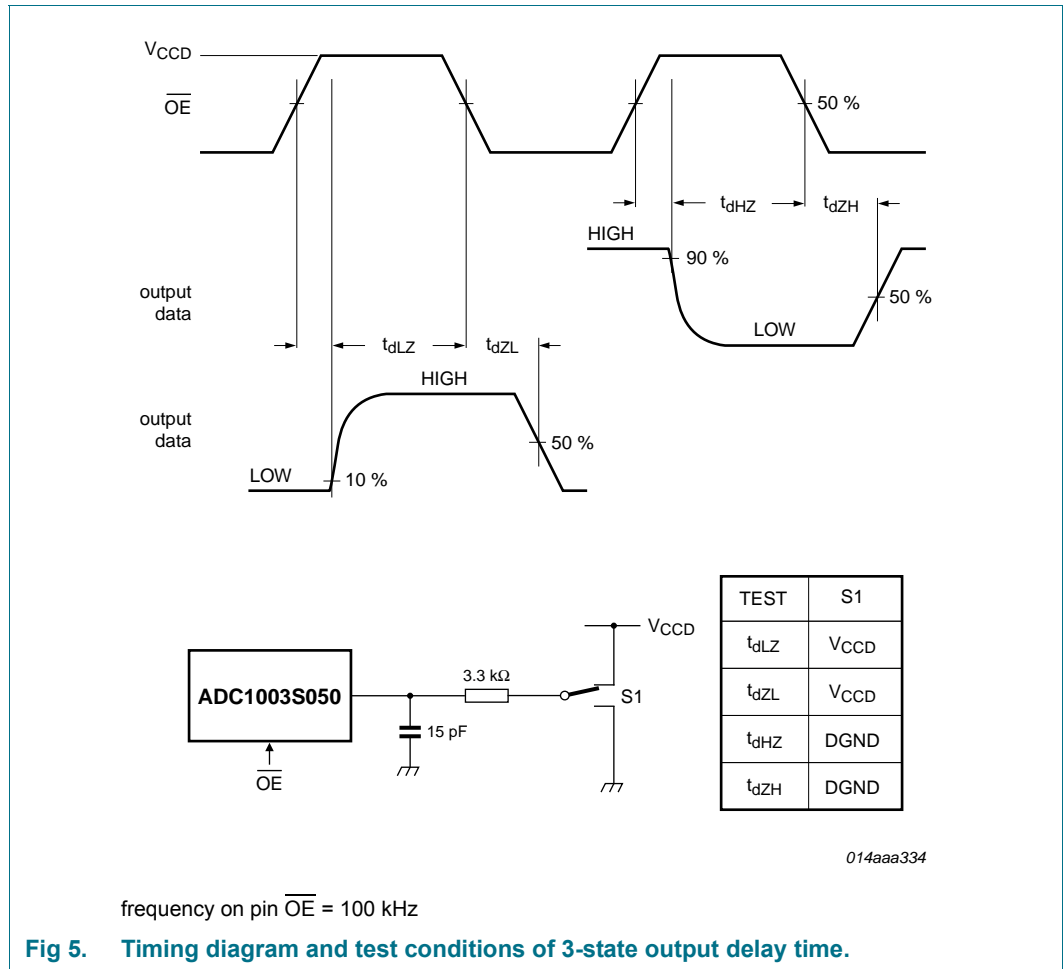 VCCD
OE
50 %
tdHZ tdZH
HIGH
90 %
output
data
50 %
LOW
tdLZ tdZL
HIGH
output
data
50 %
LOW
10 %
VCCD
ADC1003S050
3.3 kΩ
S1
15 pF
OE
TEST S1
tdLZ VCCD
tdZL VCCD
tdHZ DGND
tdZH DGND
014aaa334
frequency on pin OE = 100 kHz
Fig 5. Timing diagram and test conditions of 3-state output delay time.